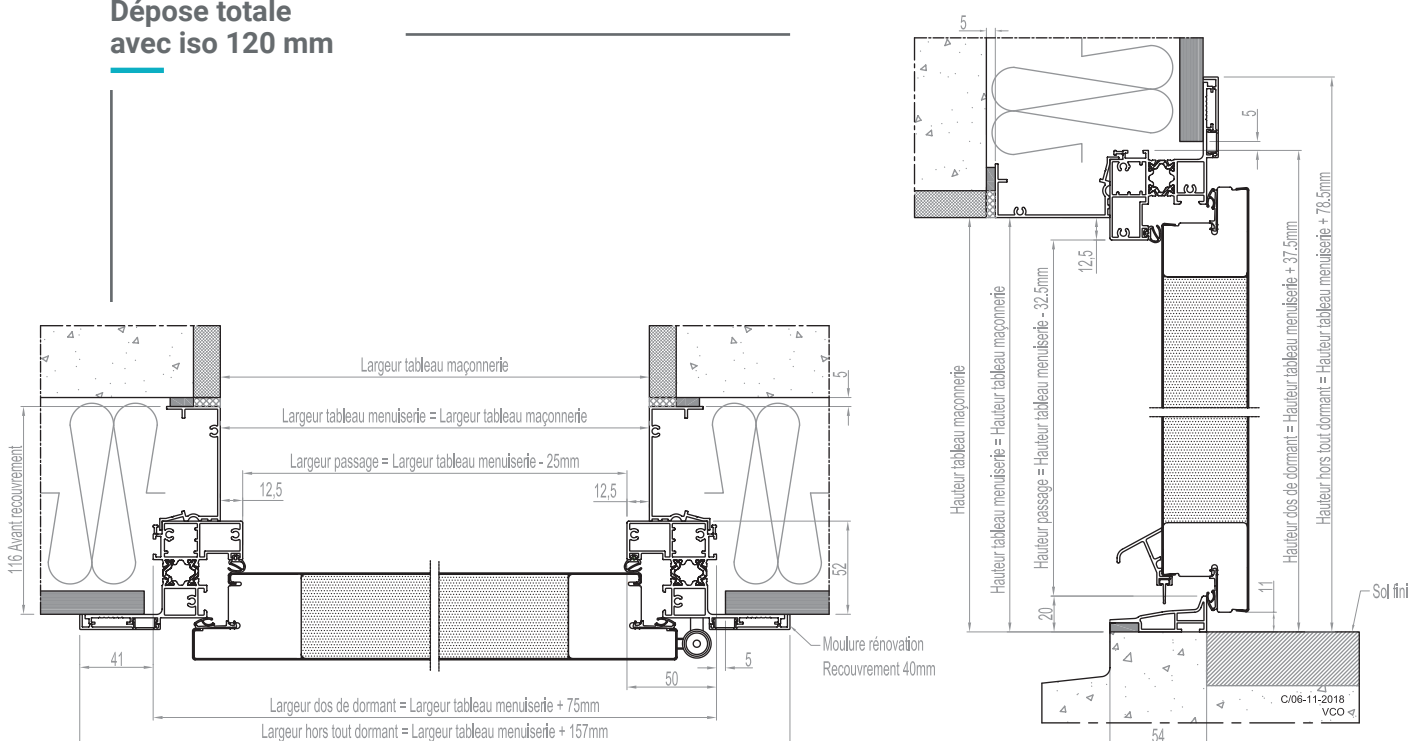 Dépose totale
avec iso 120 mm
Largeur tableau maçonnerie
5
Largeur tableau menuiserie = Largeur tableau maçonnerie
Largeur passage = Largeur tableau menuiserie - 25mm
12,5
12,5
116 Avant recouvrement
52
41
5
50
Moulure rénovation
Recouvrement 40mm
Largeur dos de dormant = Largeur tableau menuiserie + 75mm
Largeur hors tout dormant = Largeur tableau menuiserie + 157mm
5
5
12,5
Hauteur tableau maçonnerie
Hauteur tableau menuiserie = Hauteur tableau maçonnerie
Hauteur passage = Hauteur tableau menuiserie - 32.5mm
Hauteur dos de dormant = Hauteur tableau menuiserie + 37.5mm
Hauteur hors tout dormant = Hauteur tableau menuiserie + 78.5mm
20
11
Sol fini
C/06-11-2018
VCO
54